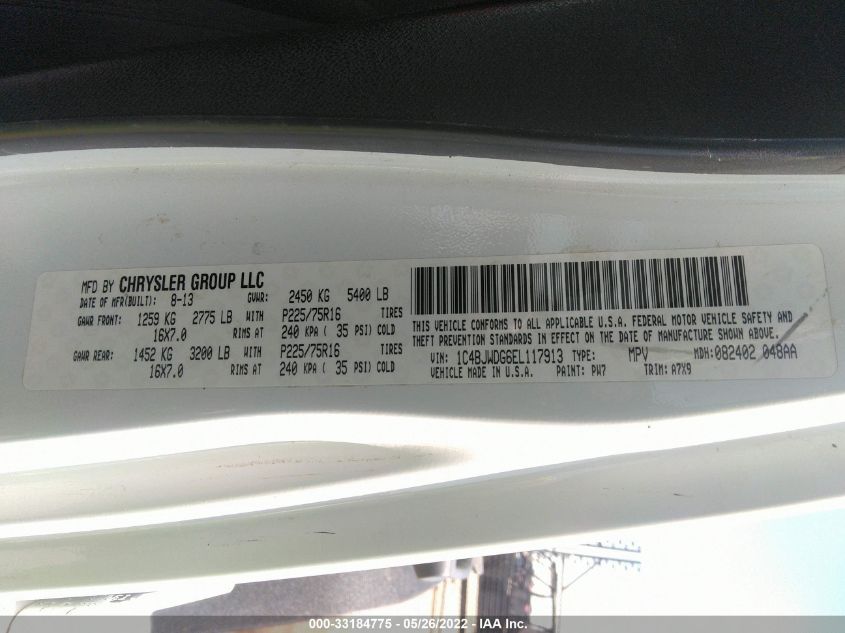 MFD BY CHRYSLER GROUP LLC
DATE OF MFR(BUILT): 8-13 GVWR: 2450 KG 5400 LB
GAWR FRONT: 1259 KG 2775 LB WITH P225/75R16 TIRES
16X7.0 RIMS AT 240 KPA ( 35 PSI) COLD
GAWR REAR: 1452 KG 3200 LB WITH P225/75R16 TIRES
16X7.0 RIMS AT 240 KPA ( 35 PSI) COLD
THIS VEHICLE CONFORMS TO ALL APPLICABLE U.S.A. FEDERAL MOTOR VEHICLE SAFETY AND
THEFT PREVENTION STANDARDS IN EFFECT ON THE DATE OF MANUFACTURE SHOWN ABOVE.
VIN: 1C4BJWDG6EL117913 TYPE: MPV MDH:082402 048AA
VEHICLE MADE IN U.S.A. PAINT: PW7 TRIM: A7X9
000-33184775 - 05/26/2022 - IAA Inc.